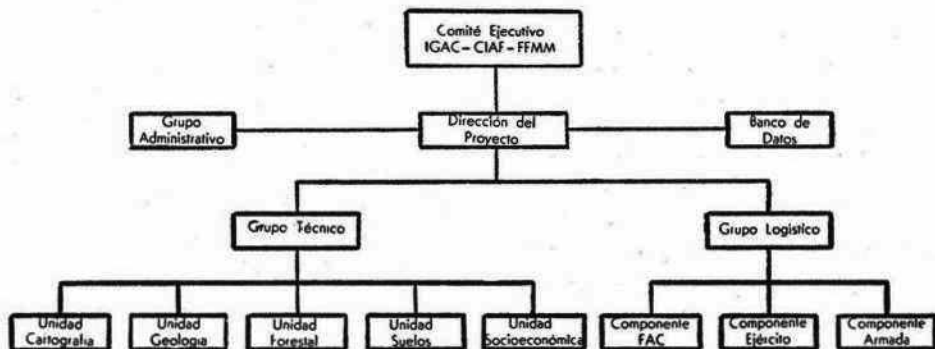 Comité Ejecutivo
IGAC-CIAF-FFMM
Grupo
Administrativo
Dirección del
Proyecto
Banco de
Datos
Grupo Técnico
Grupo Logístico
Unidad
Cartografía
Unidad
Geología
Unidad
Forestal
Unidad
Suelos
Unidad
Socioeconómica
Componente
FAC
Componente
Ejército
Componente
Armada